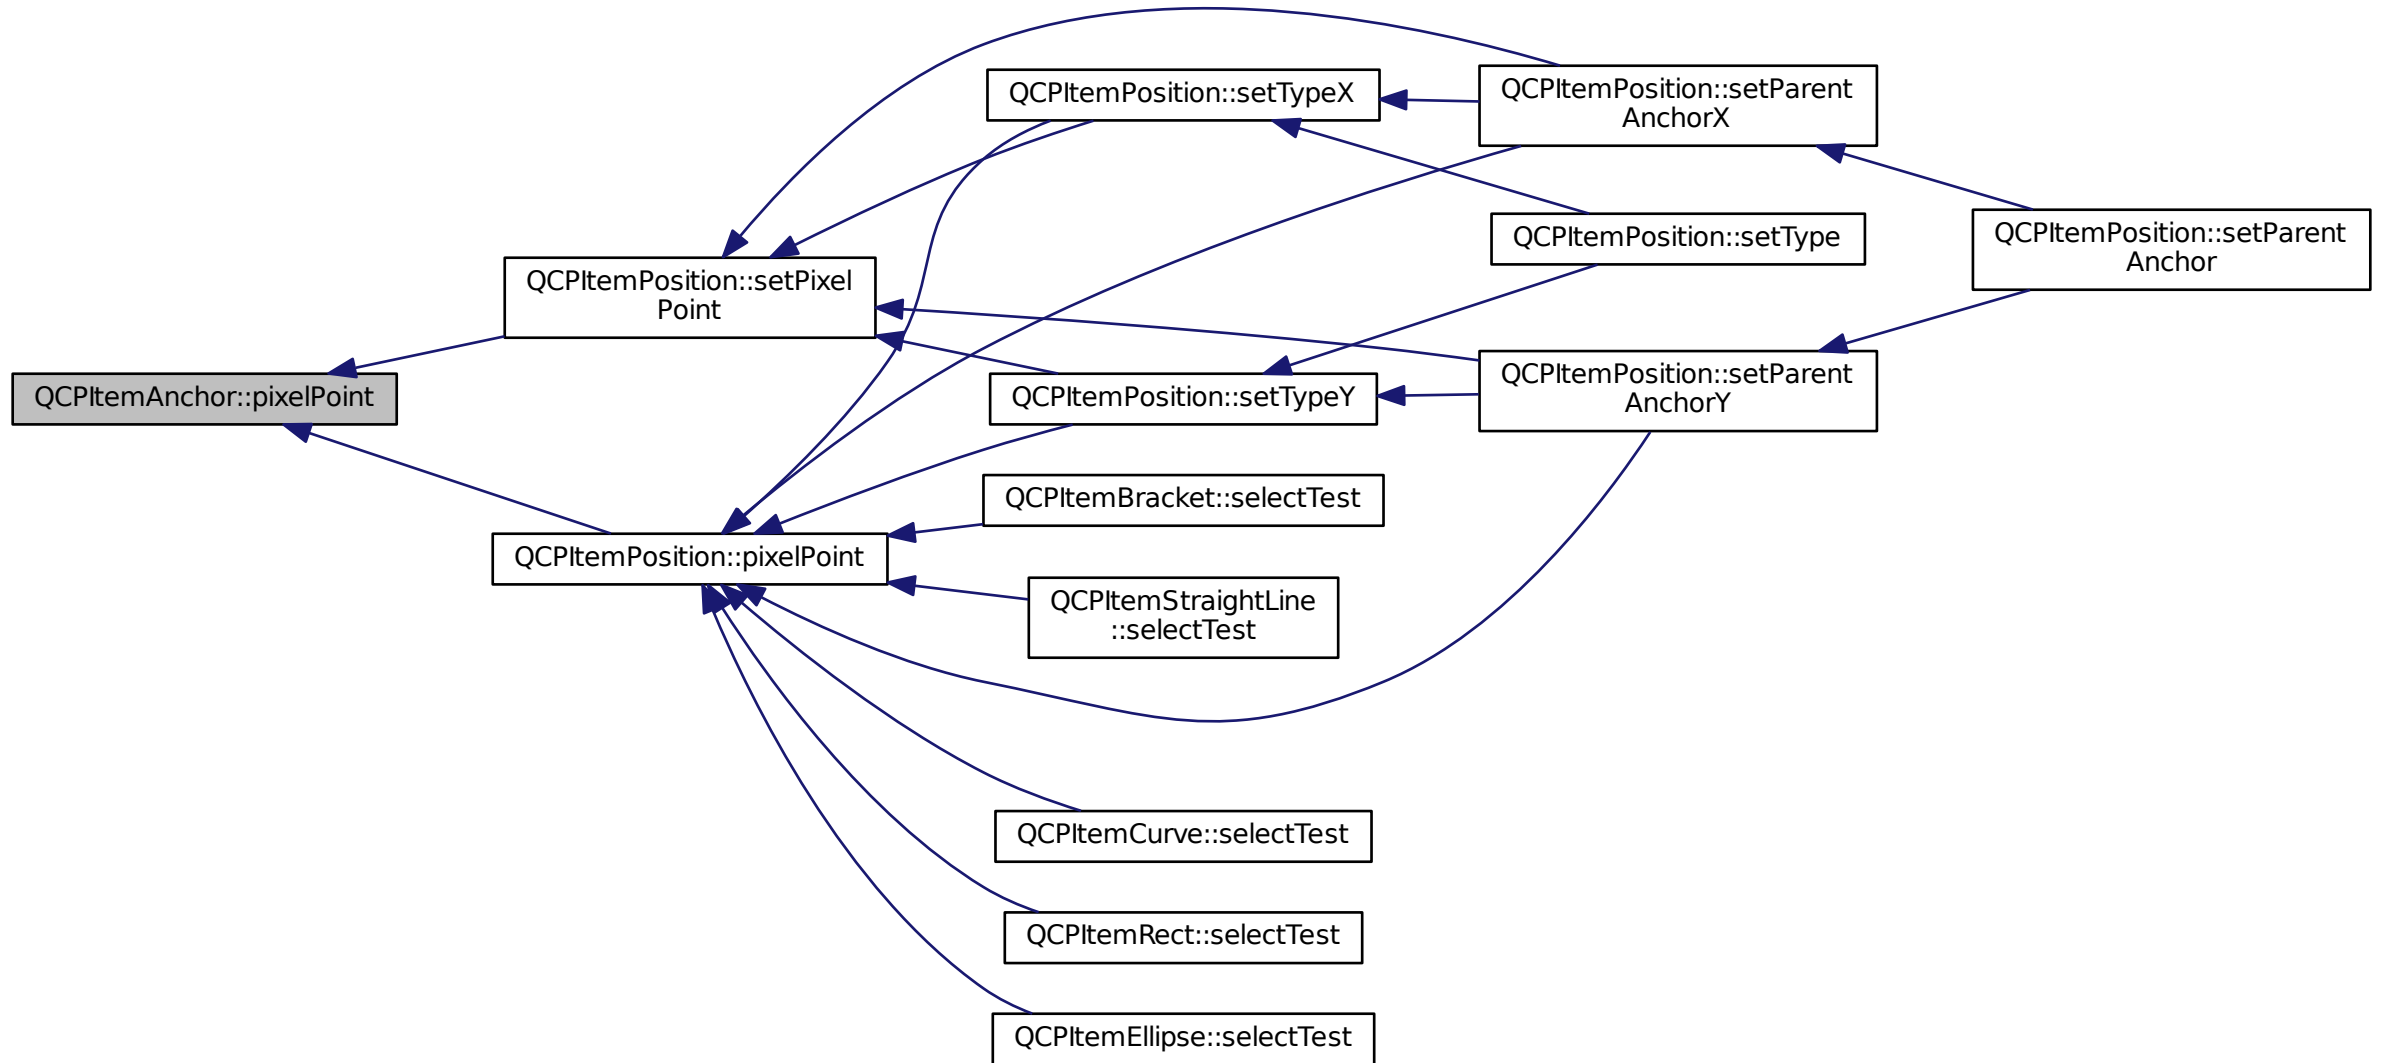 QCPItemAnchor::pixelPoint
QCPItemPosition::setPixel
Point
QCPItemPosition::pixelPoint
QCPItemPosition::setTypeX
QCPItemPosition::setTypeY
QCPItemBracket::selectTest
QCPItemStraightLine
::selectTest
QCPItemCurve::selectTest
QCPItemRect::selectTest
QCPItemEllipse::selectTest
QCPItemPosition::setParent
AnchorX
QCPItemPosition::setType
QCPItemPosition::setParent
AnchorY
QCPItemPosition::setParent
Anchor